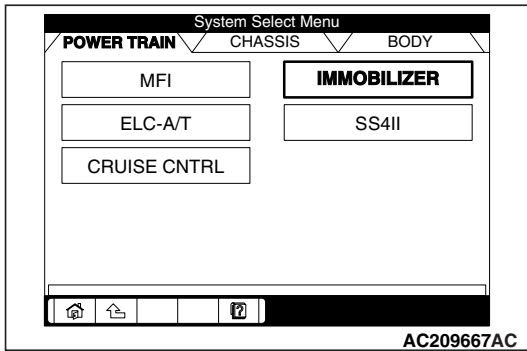 System Select Menu
POWER TRAIN CHASSIS BODY
MFI IMMOBILIZER
ELC-A/T SS4II
CRUISE CNTRL
?
AC209667AC